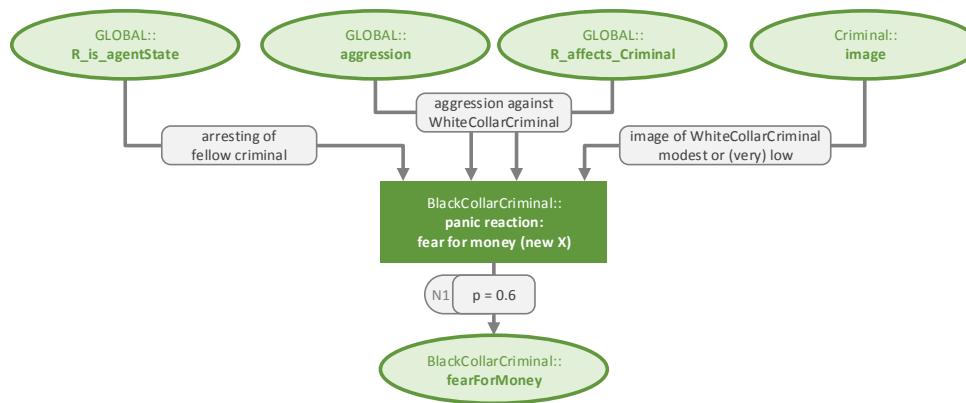 GLOBAL::
R_is_agentState
GLOBAL::
aggression
GLOBAL::
R_affects_Criminal
Criminal::
image
aggression against
WhiteCollarCriminal
arresting of
fellow criminal
image of WhiteCollarCriminal
modest or (very) low
BlackCollarCriminal::
panic reaction:
fear for money (new X)
N1
p = 0.6
BlackCollarCriminal::
fearForMoney